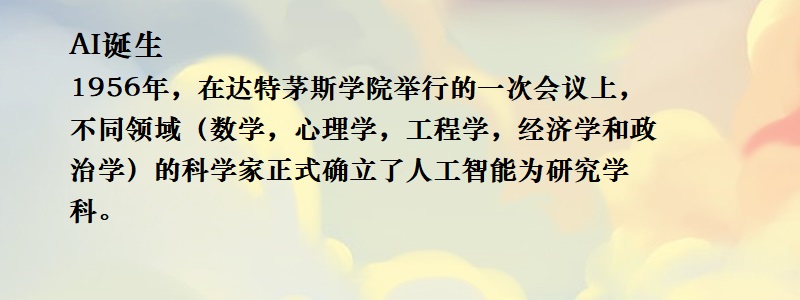 AI诞生
1956年，在达特茅斯学院举行的一次会议上，
不同领域（数学，心理学，工程学，经济学和政
治学）的科学家正式确立了人工智能为研究学
科。